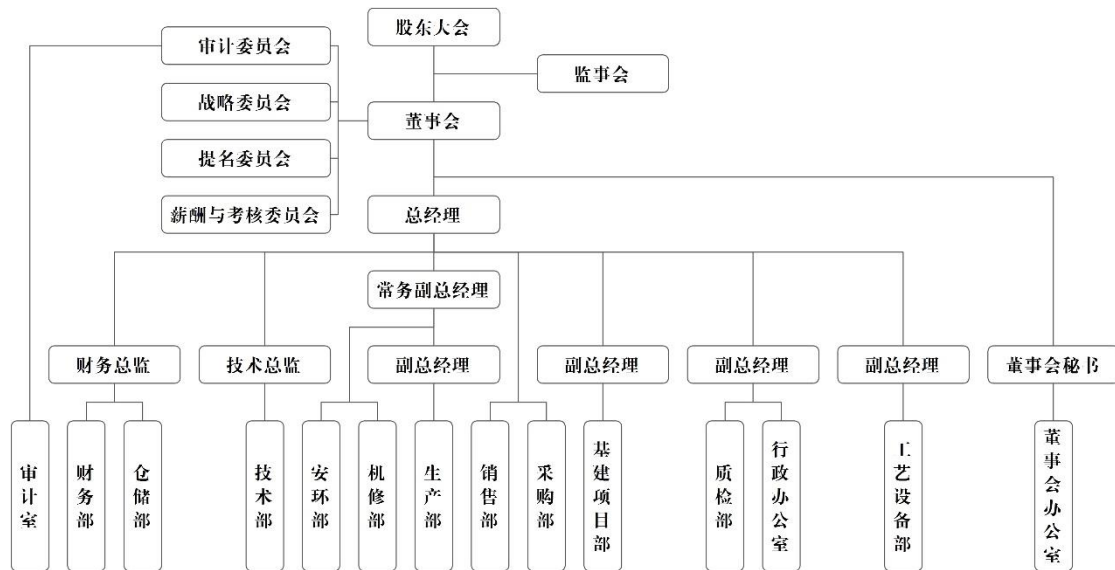 股东大会
审计委员会
监事会
战略委员会
董事会
提名委员会
薪酬与考核委员会
总经理
常务副总经理
财务总监
技术总监
副总经理
副总经理
副总经理
副总经理
董事会秘书
审计室
财务部
仓储部
技术部
安环部
机修部
生产部
销售部
采购部
基建项目部
质检部
行政办公室
工艺设备部
董事会办公室